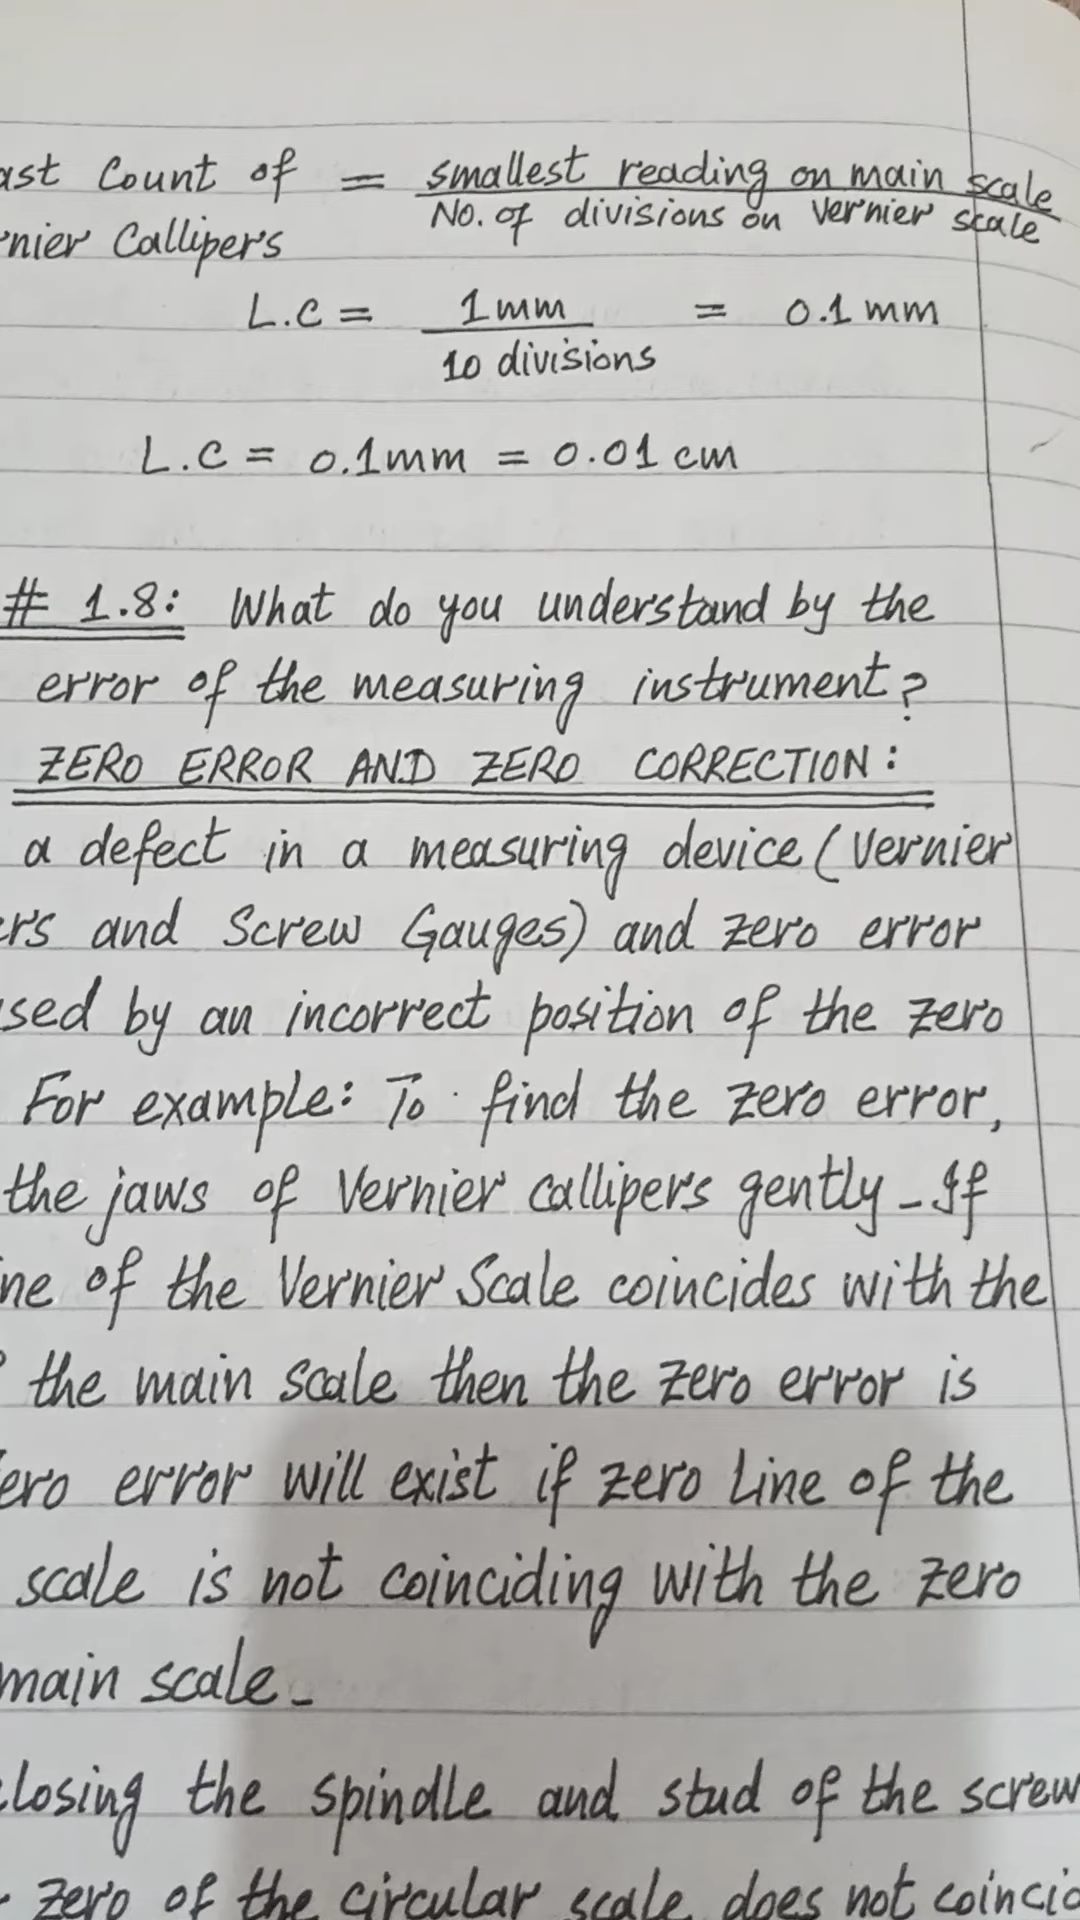 ast Count of = smallest reading on main scale
nier Callipers No. of divisions on Vernier scale
L.C = 1mm = 0.1 mm
10 divisions
L.C = 0.1mm = 0.01 cm
# 1.8: What do you understand by the
error of the measuring instrument?
ZERO ERROR AND ZERO CORRECTION:
a defect in a measuring device (Vernier
ers and Screw Gauges) and zero error
sed by an incorrect position of the zero
For example: To find the zero error,
the jaws of Vernier callipers gently_ If
ne of the Vernier Scale coincides with the
the main scale then the zero error is
ero error will exist if zero line of the
scale is not coinciding with the zero
main scale_
closing the spindle and stud of the screw
zero of the circular scale does not coincid